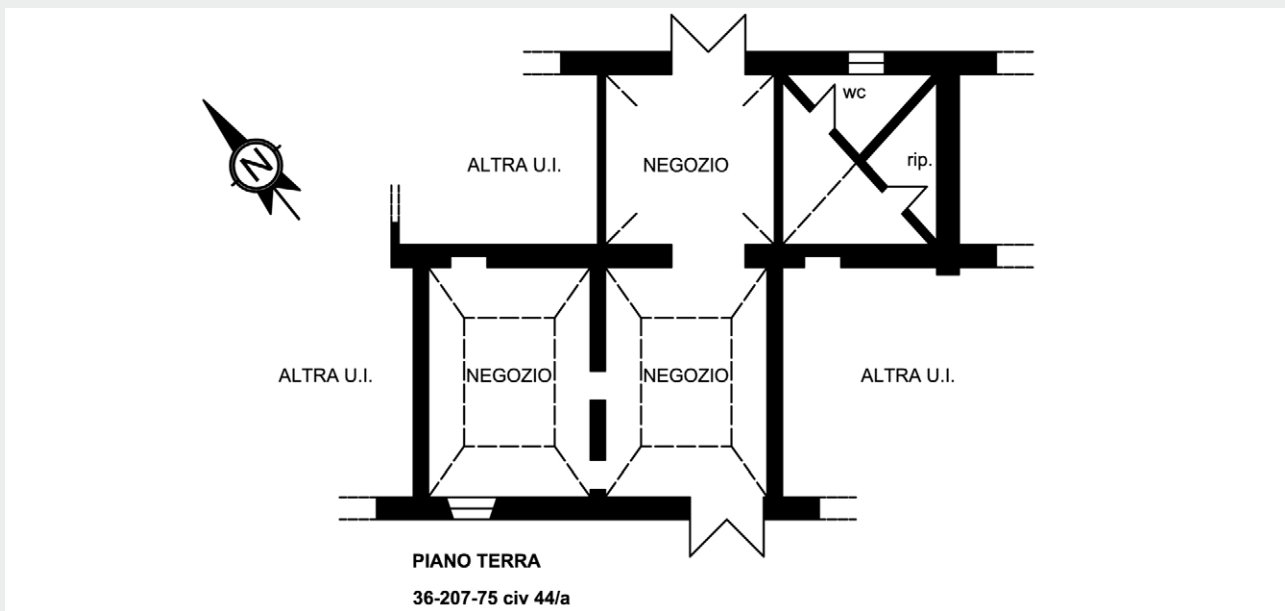 wc
ALTRA U.I.
NEGOZIO
rip.
N
ALTRA U.I.
NEGOZIO
NEGOZIO
ALTRA U.I.
PIANO TERRA
36-207-75 civ 44/a